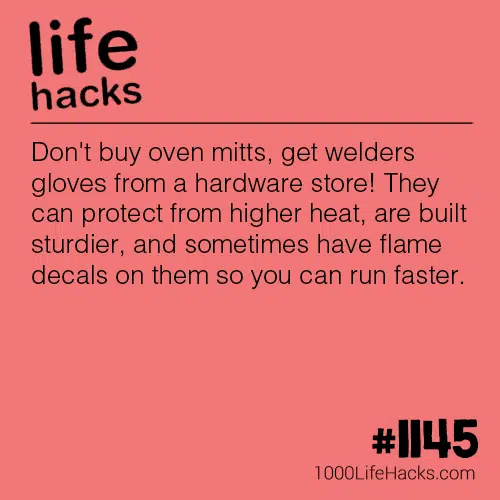 life
hacks
Don't buy oven mitts, get welders
gloves from a hardware store! They
can protect from higher heat, are built
sturdier, and sometimes have flame
decals on them so you can run faster.
#1145
1000LifeHacks.com